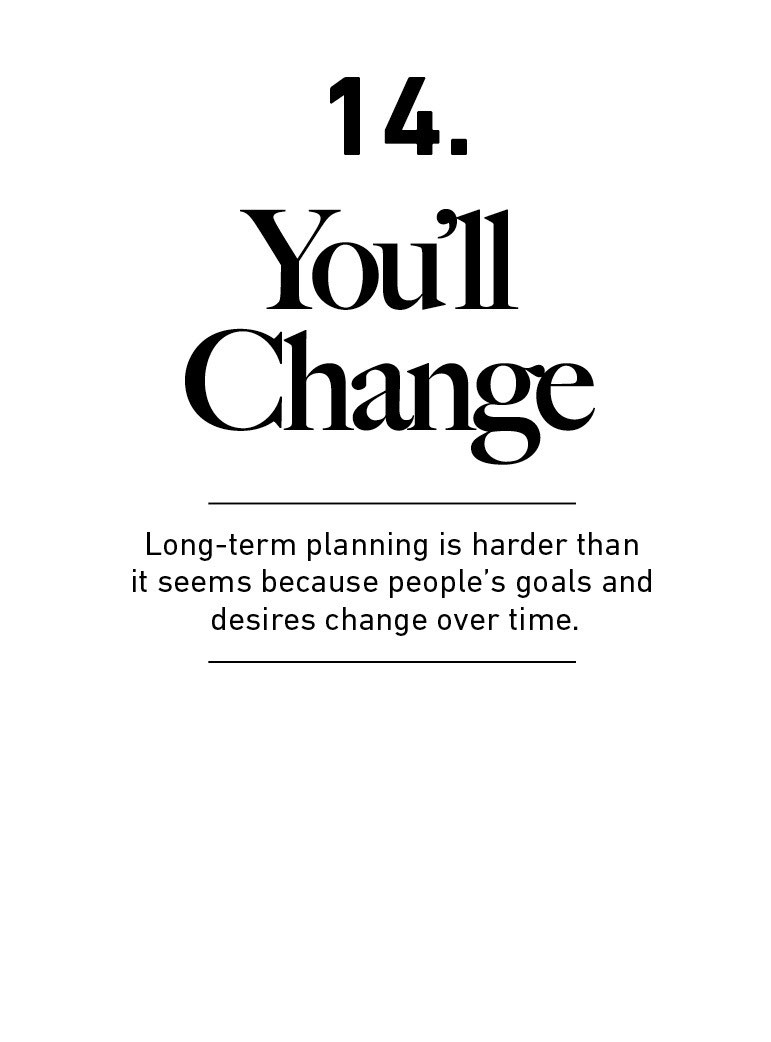 14.
You’ll
Change
Long-term planning is harder than
it seems because people’s goals and
desires change over time.